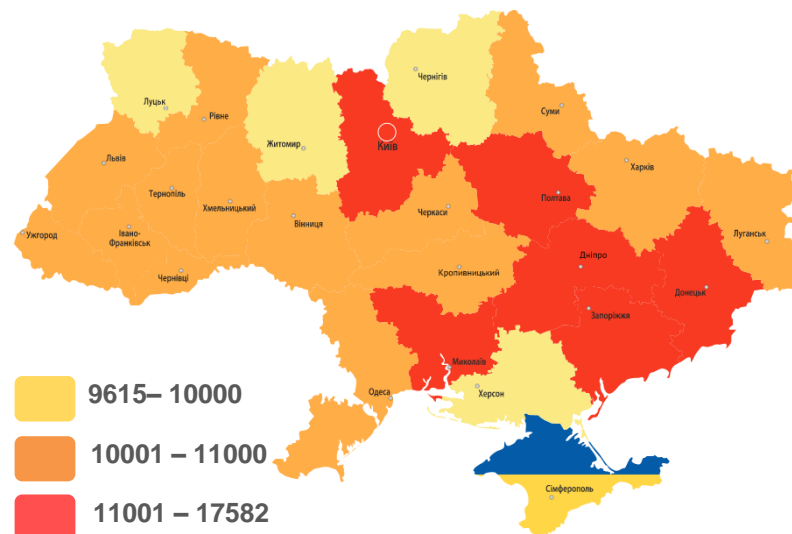 Чернігів
Луцьк
Суми
Рівне
Київ
Житомир
Львів
Харків
Тернопіль
Полтава
Хмельницький
Черкаси
Вінниця
Ужгород
Івано-
Франківськ
Луганськ
Дніпро
Кропивницький
Чернівці
Донецьк
Запоріжжя
Миколаїв
Херсон
Одеса
9615– 10000
10001 – 11000
Сімферополь
11001 – 17582